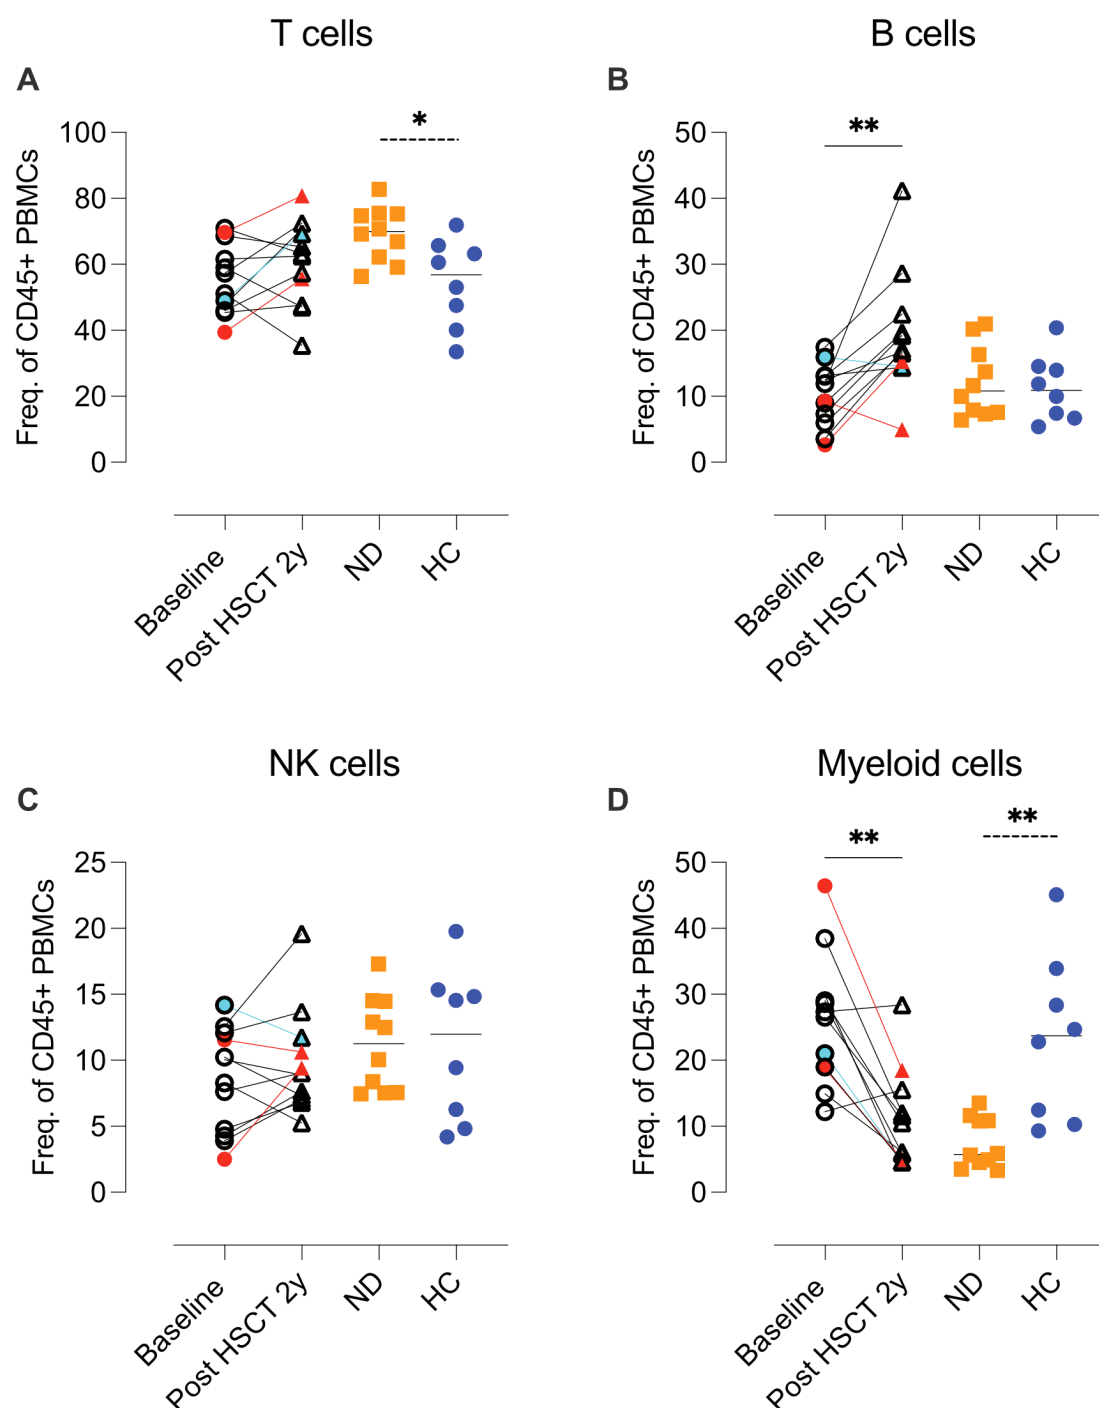 T cells
B cells
A
B
*
**
100
80
60
40
20
0
Freq. of CD45+ PBMCs
Baseline
Post HSCT 2y
ND
HC
50
40
30
20
10
0
Freq. of CD45+ PBMCs
Baseline
Post HSCT 2y
ND
HC
NK cells
Myeloid cells
C
D
**
**
25
20
15
10
5
0
Freq. of CD45+ PBMCs
Baseline
Post HSCT 2y
ND
HC
50
40
30
20
10
0
Freq. of CD45+ PBMCs
Baseline
Post HSCT 2y
ND
HC